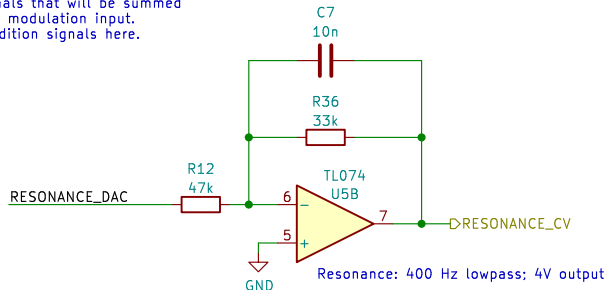 nals that will be summed
modulation input.
dition signals here.
C7
10n
R36
33k
R12
47k
TL074
U5B
RESONANCE_DAC
6
7
5
−
+
RESONANCE_CV
GND
Resonance: 400 Hz lowpass; 4V output